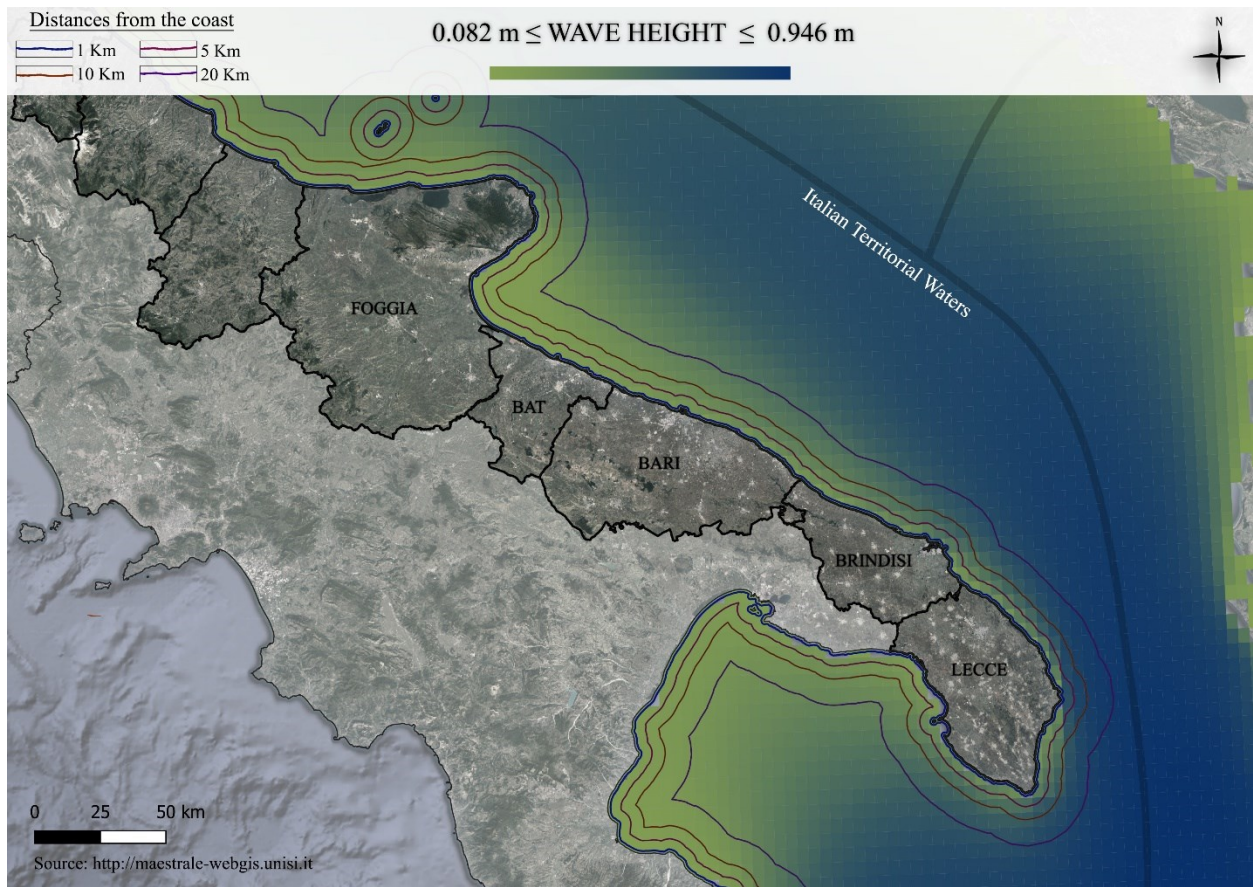 Distances from the coast
1 Km
5 Km
10 Km
20 Km
0.082 m ≤ WAVE HEIGHT ≤ 0.946 m
N
Italian Territorial Waters
FOGGIA
BAT
BARI
BRINDISI
LECCE
0 25 50 km
Source: http://maestrale-webgis.unisi.it